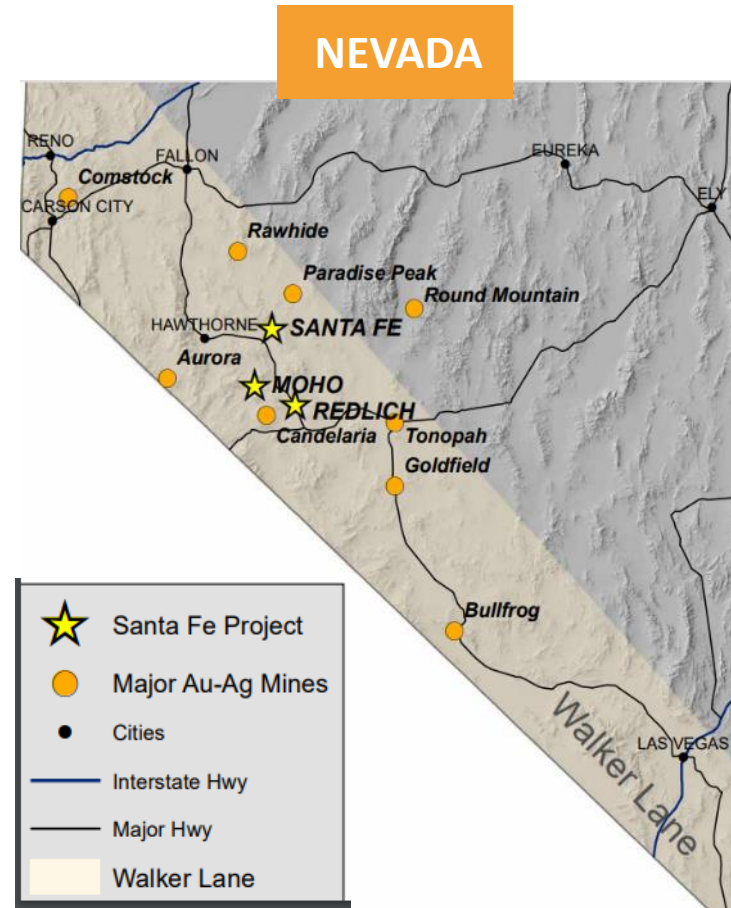 NEVADA
RENO
FALLON
EUREKA
Comstock
ELY
CARSON CITY
Rawhide
Paradise Peak
Round Mountain
HAWTHORNE
SANTA FE
Aurora
MOHO
REDLICH
Candelaria
Tonopah
Goldfield
Bullfrog
Walker Lane
LAS VEGAS
Santa Fe Project
Major Au-Ag Mines
Cities
Interstate Hwy
Major Hwy
Walker Lane